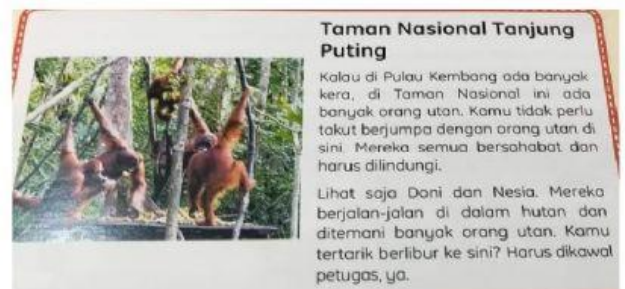 Taman Nasional Tanjung
Puting
Kalau di Pulau Kembang ada banyak
kera, di Taman Nasional ini ada
banyak orang utan. Kamu tidak perlu
takut berjumpa dengan orang utan di
sini. Mereka semua bersahabat dan
harus dilindungi.
Lihat saja Doni dan Nesia. Mereka
berjalan-jalan di dalam hutan dan
ditemani banyak orang utan. Kamu
tertarik berlibur ke sini? Harus dikawal
petugas, ya.